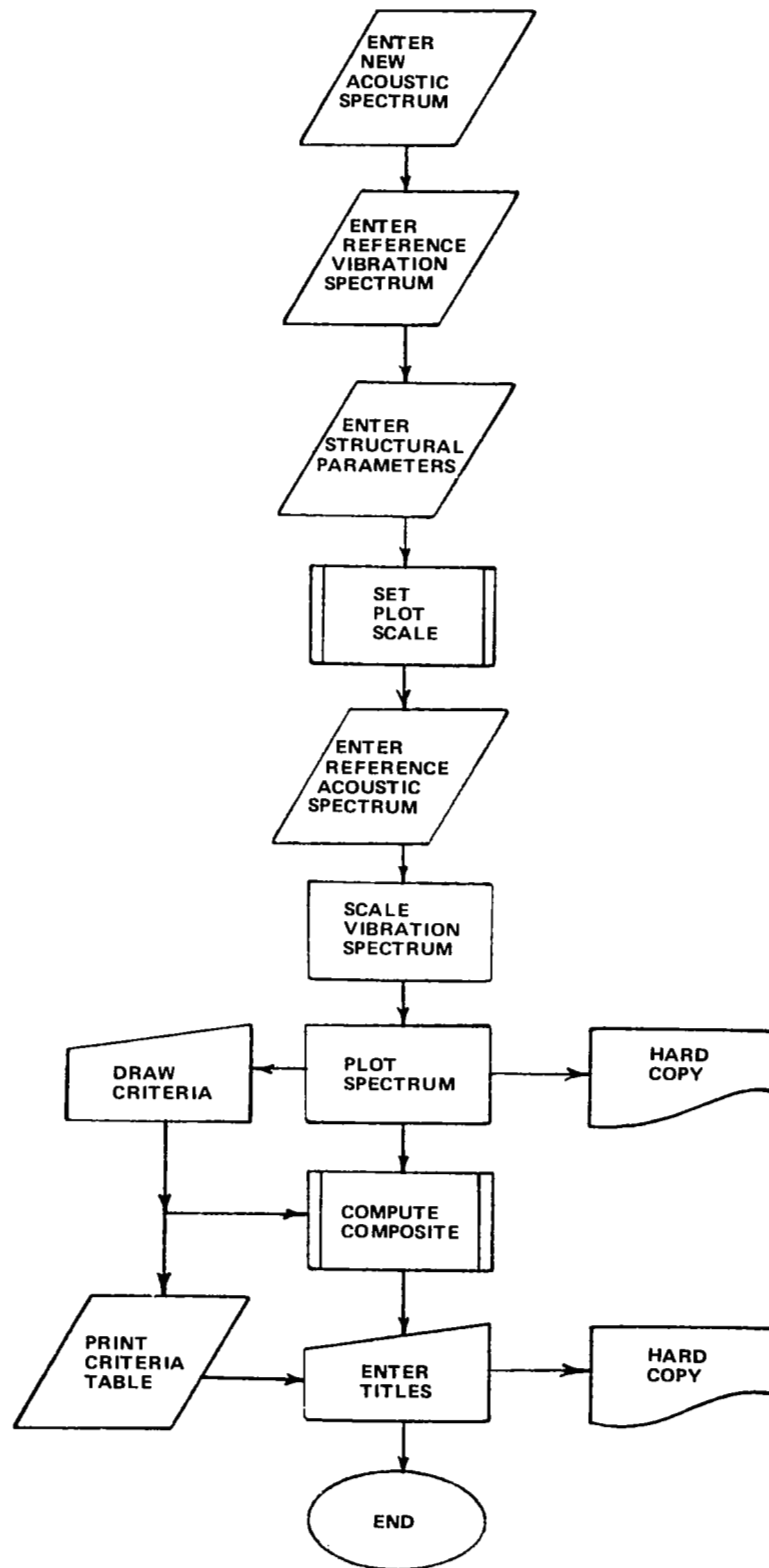 ENTER
NEW
ACOUSTIC
SPECTRUM
ENTER
REFERENCE
VIBRATION
SPECTRUM
ENTER
STRUCTURAL
PARAMETERS
SET
PLOT
SCALE
ENTER
REFERENCE
ACOUSTIC
SPECTRUM
SCALE
VIBRATION
SPECTRUM
DRAW
CRITERIA
PLOT
SPECTRUM
HARD
COPY
COMPUTE
COMPOSITE
PRINT
CRITERIA
TABLE
ENTER
TITLES
HARD
COPY
END